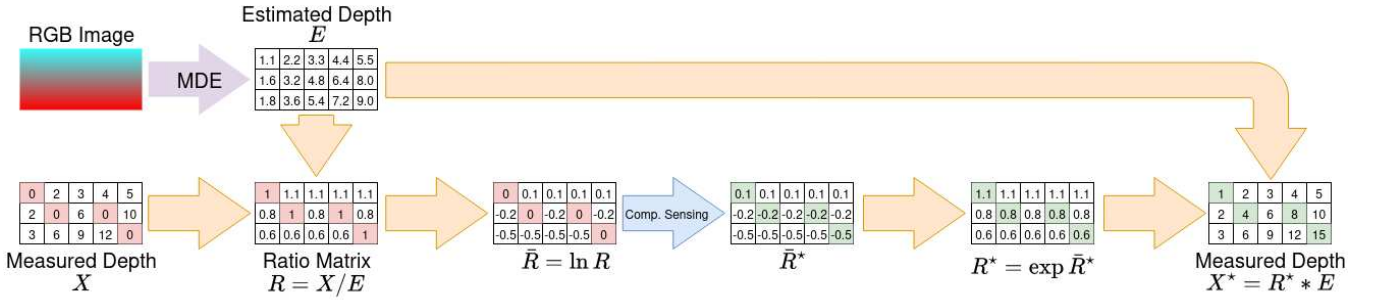 Estimated Depth
E
RGB Image
MDE
1.1 2.2 3.3 4.4 5.5
1.6 3.2 4.8 6.4 8.0
1.8 3.6 5.4 7.2 9.0
0 2 3 4 5
2 0 6 0 10
3 6 9 12 0
Measured Depth
X
1 1.1 1.1 1.1 1.1
0.8 1 0.8 1 0.8
0.6 0.6 0.6 0.6 1
Ratio Matrix
R = X/E
0 0.1 0.1 0.1 0.1
-0.2 0 -0.2 0 -0.2
-0.5 -0.5 -0.5 -0.5 0
R̄ = ln R
Comp. Sensing
0.1 0.1 0.1 0.1 0.1
-0.2 -0.2 -0.2 -0.2 -0.2
-0.5 -0.5 -0.5 -0.5 -0.5
R̄⋆
1.1 1.1 1.1 1.1 1.1
0.8 0.8 0.8 0.8 0.8
0.6 0.6 0.6 0.6 0.6
R⋆ = exp R̄⋆
1 2 3 4 5
2 4 6 8 10
3 6 9 12 15
Measured Depth
X⋆ = R⋆ * E